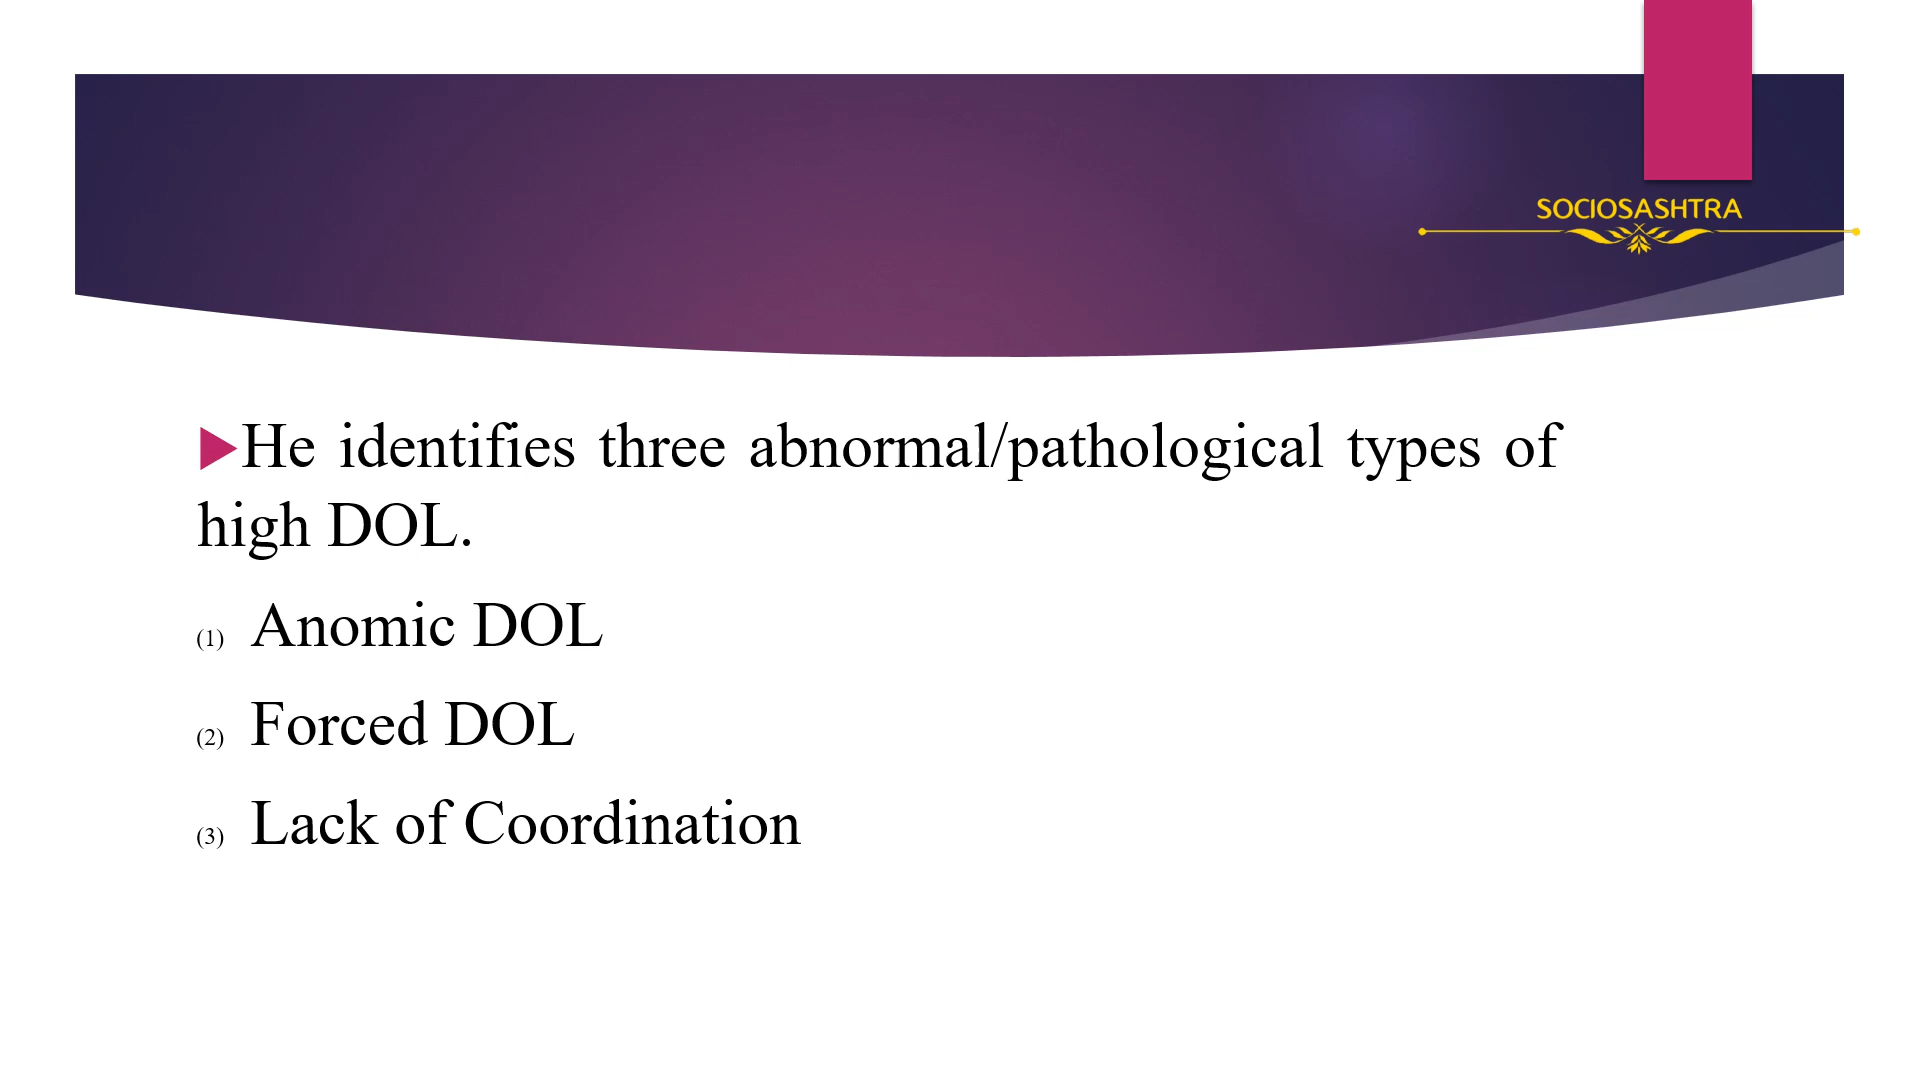 SOCIOSASHTRA
He identifies three abnormal/pathological types of
high DOL.
(1) Anomic DOL
(2) Forced DOL
(3) Lack of Coordination